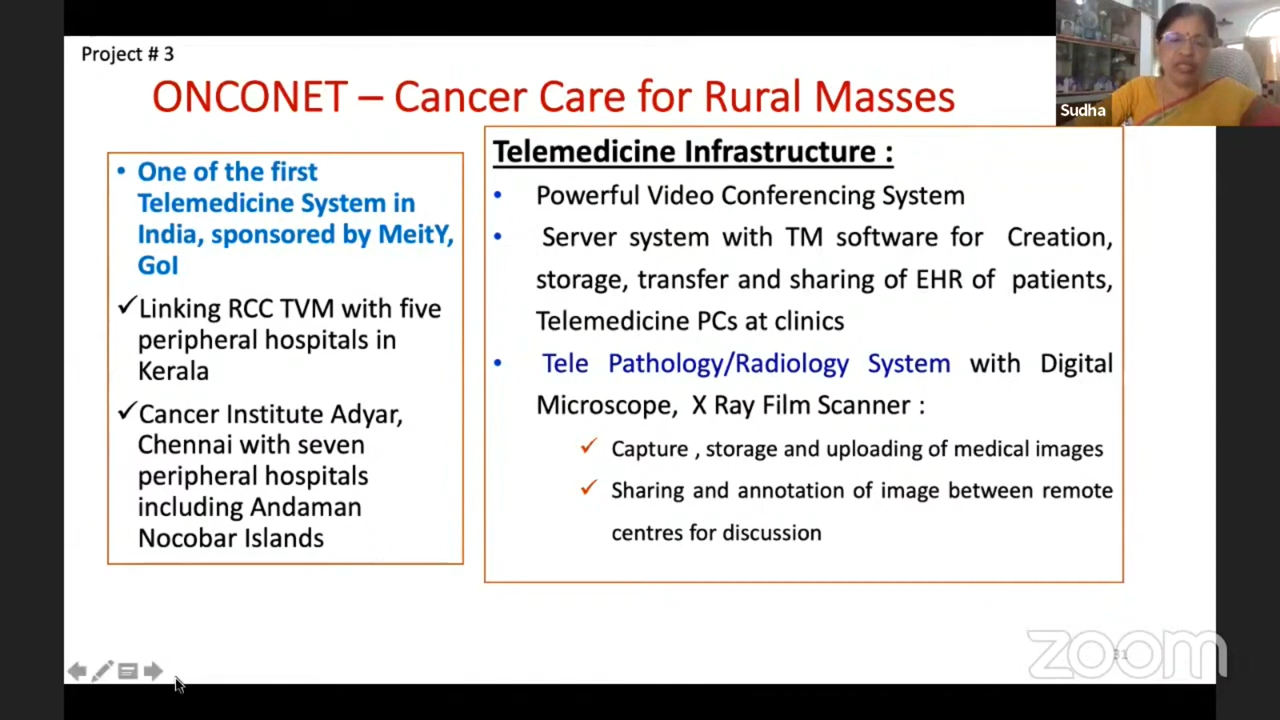 Project # 3
ONCONET – Cancer Care for Rural Masses
Sudha
• One of the first
Telemedicine System in
India, sponsored by MeitY,
GoI
✓Linking RCC TVM with five
peripheral hospitals in
Kerala
✓Cancer Institute Adyar,
Chennai with seven
peripheral hospitals
including Andaman
Nocobar Islands
Telemedicine Infrastructure :
• Powerful Video Conferencing System
• Server system with TM software for Creation,
storage, transfer and sharing of EHR of patients,
Telemedicine PCs at clinics
• Tele Pathology/Radiology System with Digital
Microscope, X Ray Film Scanner :
✓ Capture , storage and uploading of medical images
✓ Sharing and annotation of image between remote
centres for discussion
zoom
31